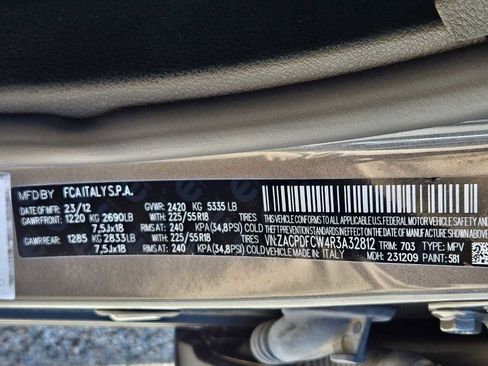 MFD BY FCA ITALY S.P.A.
DATE OF MFR: 23/12 GVWR: 2420 KG 5335 LB
GAWR FRONT: 1220 KG 2690LB WITH: 225/55R18 TIRES
7,5Jx18 RIMS AT: 240 KPA (34,8PSI) COLD
GAWR REAR: 1285 KG 2833LB WITH: 225/55R18 TIRES
7,5Jx18 RIMS AT: 240 KPA (34,8PSI) COLD
THIS VEHICLE CONFORMS TO ALL APPLICABLE U.S. FEDERAL MOTOR VEHICLE SAFETY,
BUMPER AND THEFT PREVENTION STANDARDS IN EFFECT ON THE DATE OF MANUFACTURE SHOWN ABOVE
VIN: ZACPDFCW4R3A32812 TRIM: 703 TYPE: MPV
MADE IN: ITALY MDH: 231209 PAINT: 581